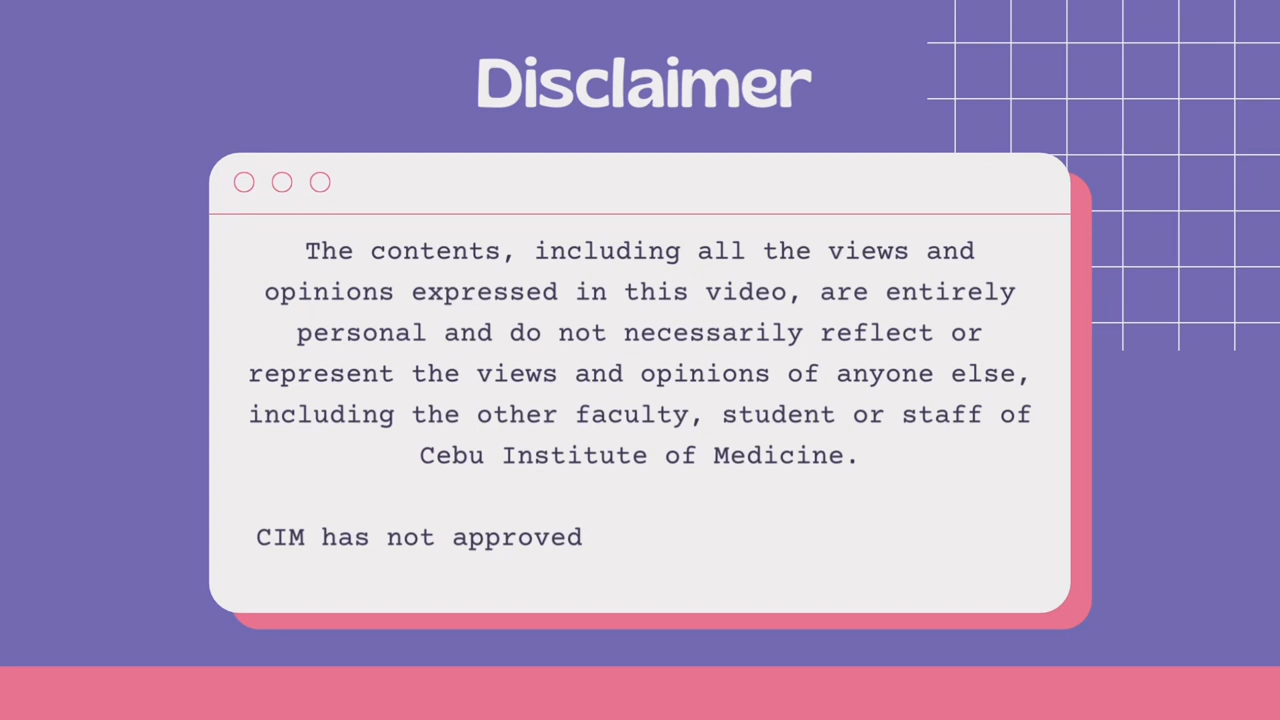 Disclaimer
The contents, including all the views and
opinions expressed in this video, are entirely
personal and do not necessarily reflect or
represent the views and opinions of anyone else,
including the other faculty, student or staff of
Cebu Institute of Medicine.
CIM has not approved